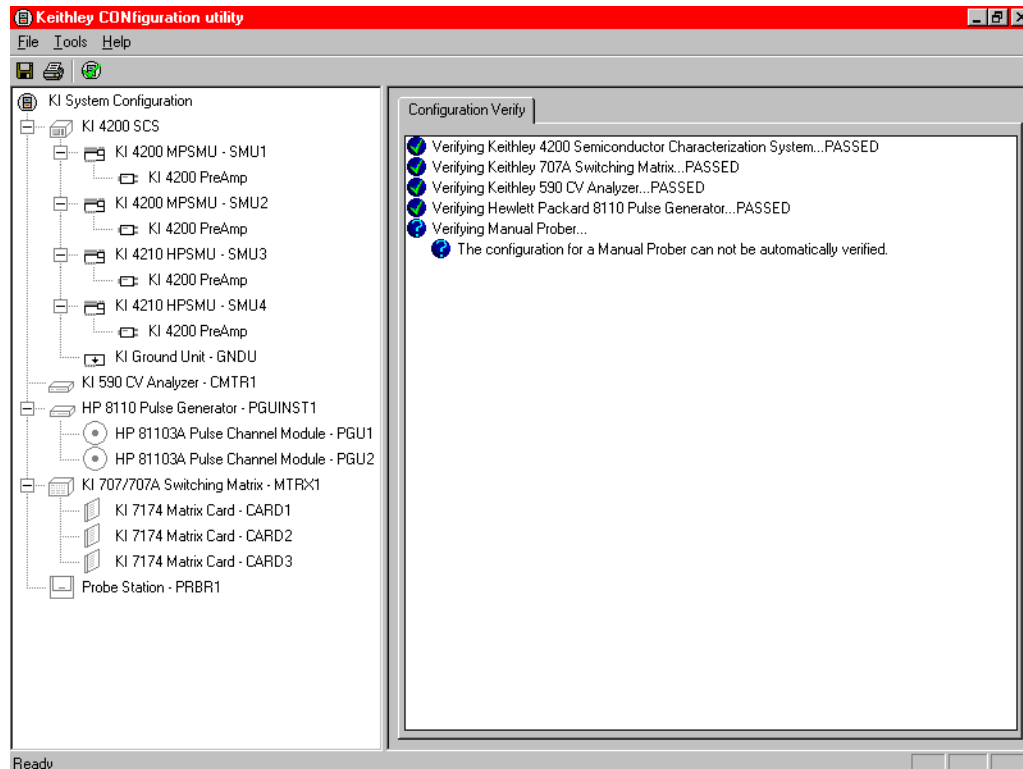 Keithley CONfiguration utility
File Tools Help
KI System Configuration
KI 4200 SCS
KI 4200 MPSMU - SMU1
KI 4200 PreAmp
KI 4200 MPSMU - SMU2
KI 4200 PreAmp
KI 4210 HPSMU - SMU3
KI 4200 PreAmp
KI 4210 HPSMU - SMU4
KI 4200 PreAmp
KI Ground Unit - GNDU
KI 590 CV Analyzer - CMTR1
HP 8110 Pulse Generator - PGUINST1
HP 81103A Pulse Channel Module - PGU1
HP 81103A Pulse Channel Module - PGU2
KI 707/707A Switching Matrix - MTRX1
KI 7174 Matrix Card - CARD1
KI 7174 Matrix Card - CARD2
KI 7174 Matrix Card - CARD3
Probe Station - PRBR1
Configuration Verify
Verifying Keithley 4200 Semiconductor Characterization System...PASSED
Verifying Keithley 707A Switching Matrix...PASSED
Verifying Keithley 590 CV Analyzer...PASSED
Verifying Hewlett Packard 8110 Pulse Generator...PASSED
Verifying Manual Prober...
The configuration for a Manual Prober can not be automatically verified.
Ready